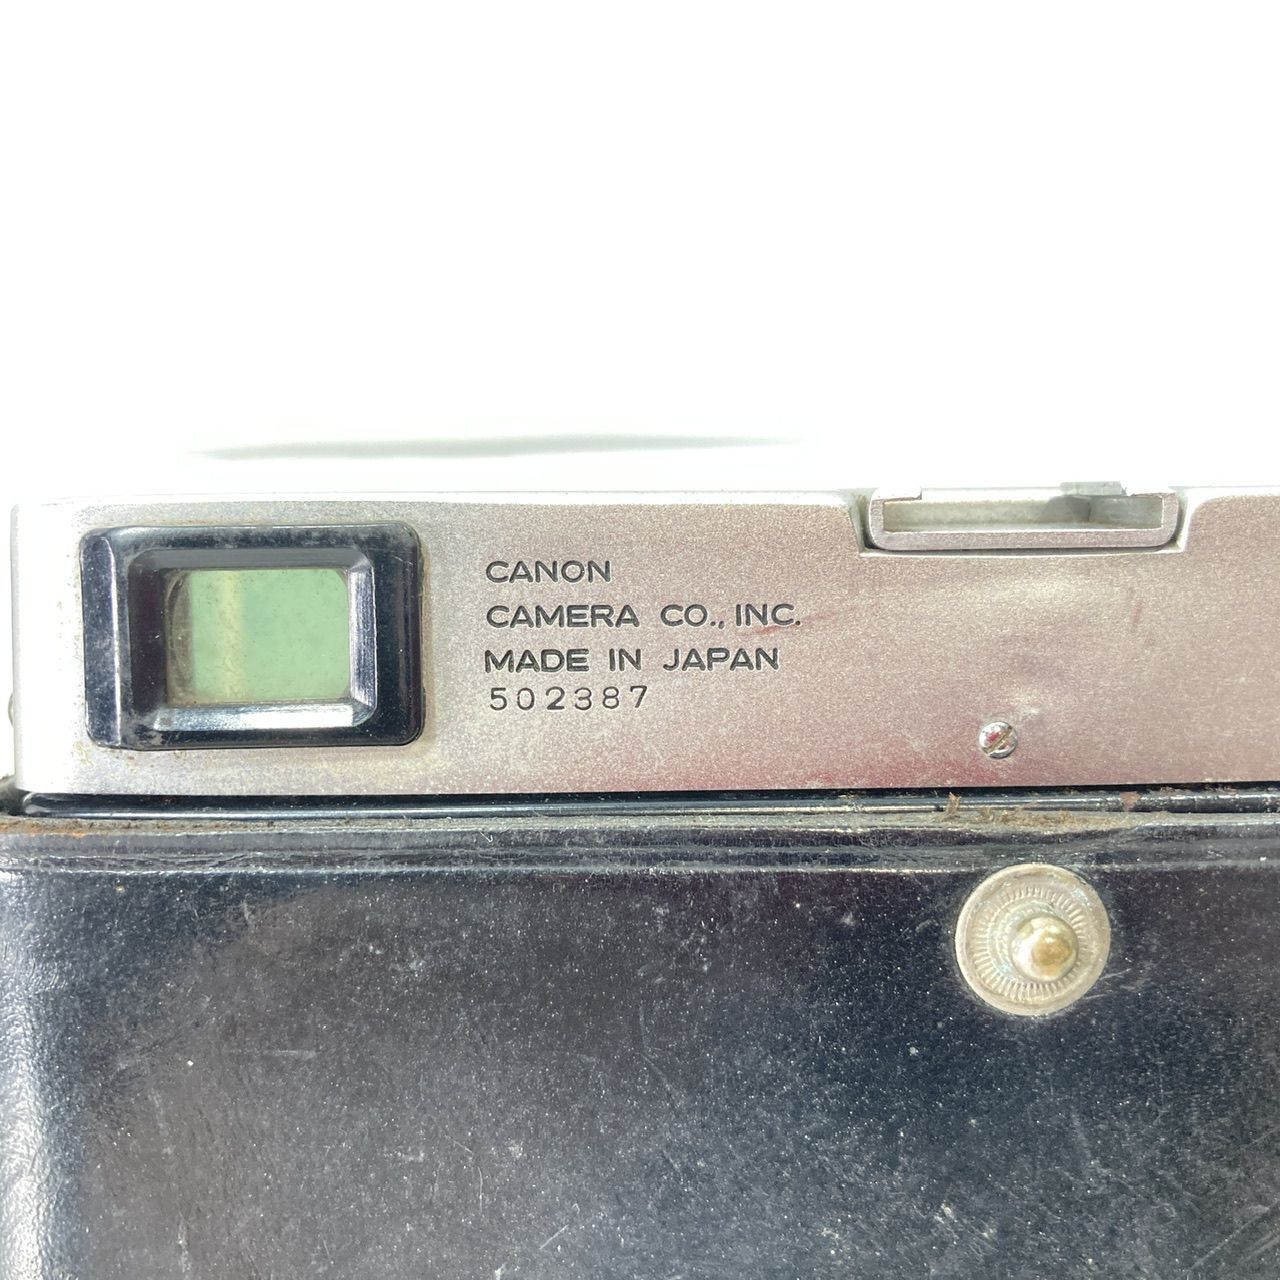 CANON
CAMERA CO., INC.
MADE IN JAPAN
502387